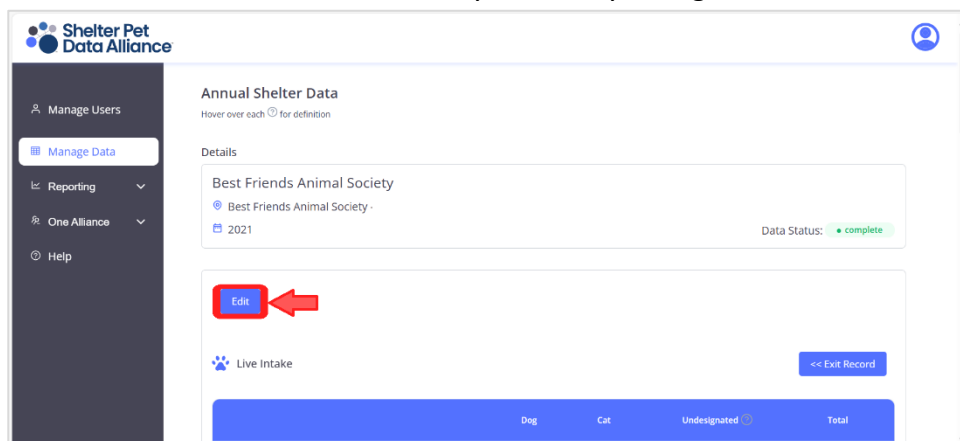 Shelter Pet
Data Alliance
Manage Users
Manage Data
Reporting
One Alliance
Help
Annual Shelter Data
Hover over each ? for definition
Details
Best Friends Animal Society
Best Friends Animal Society -
2021
Data Status: • complete
Edit
Live Intake
<< Exit Record
Dog Cat Undesignated ? Total